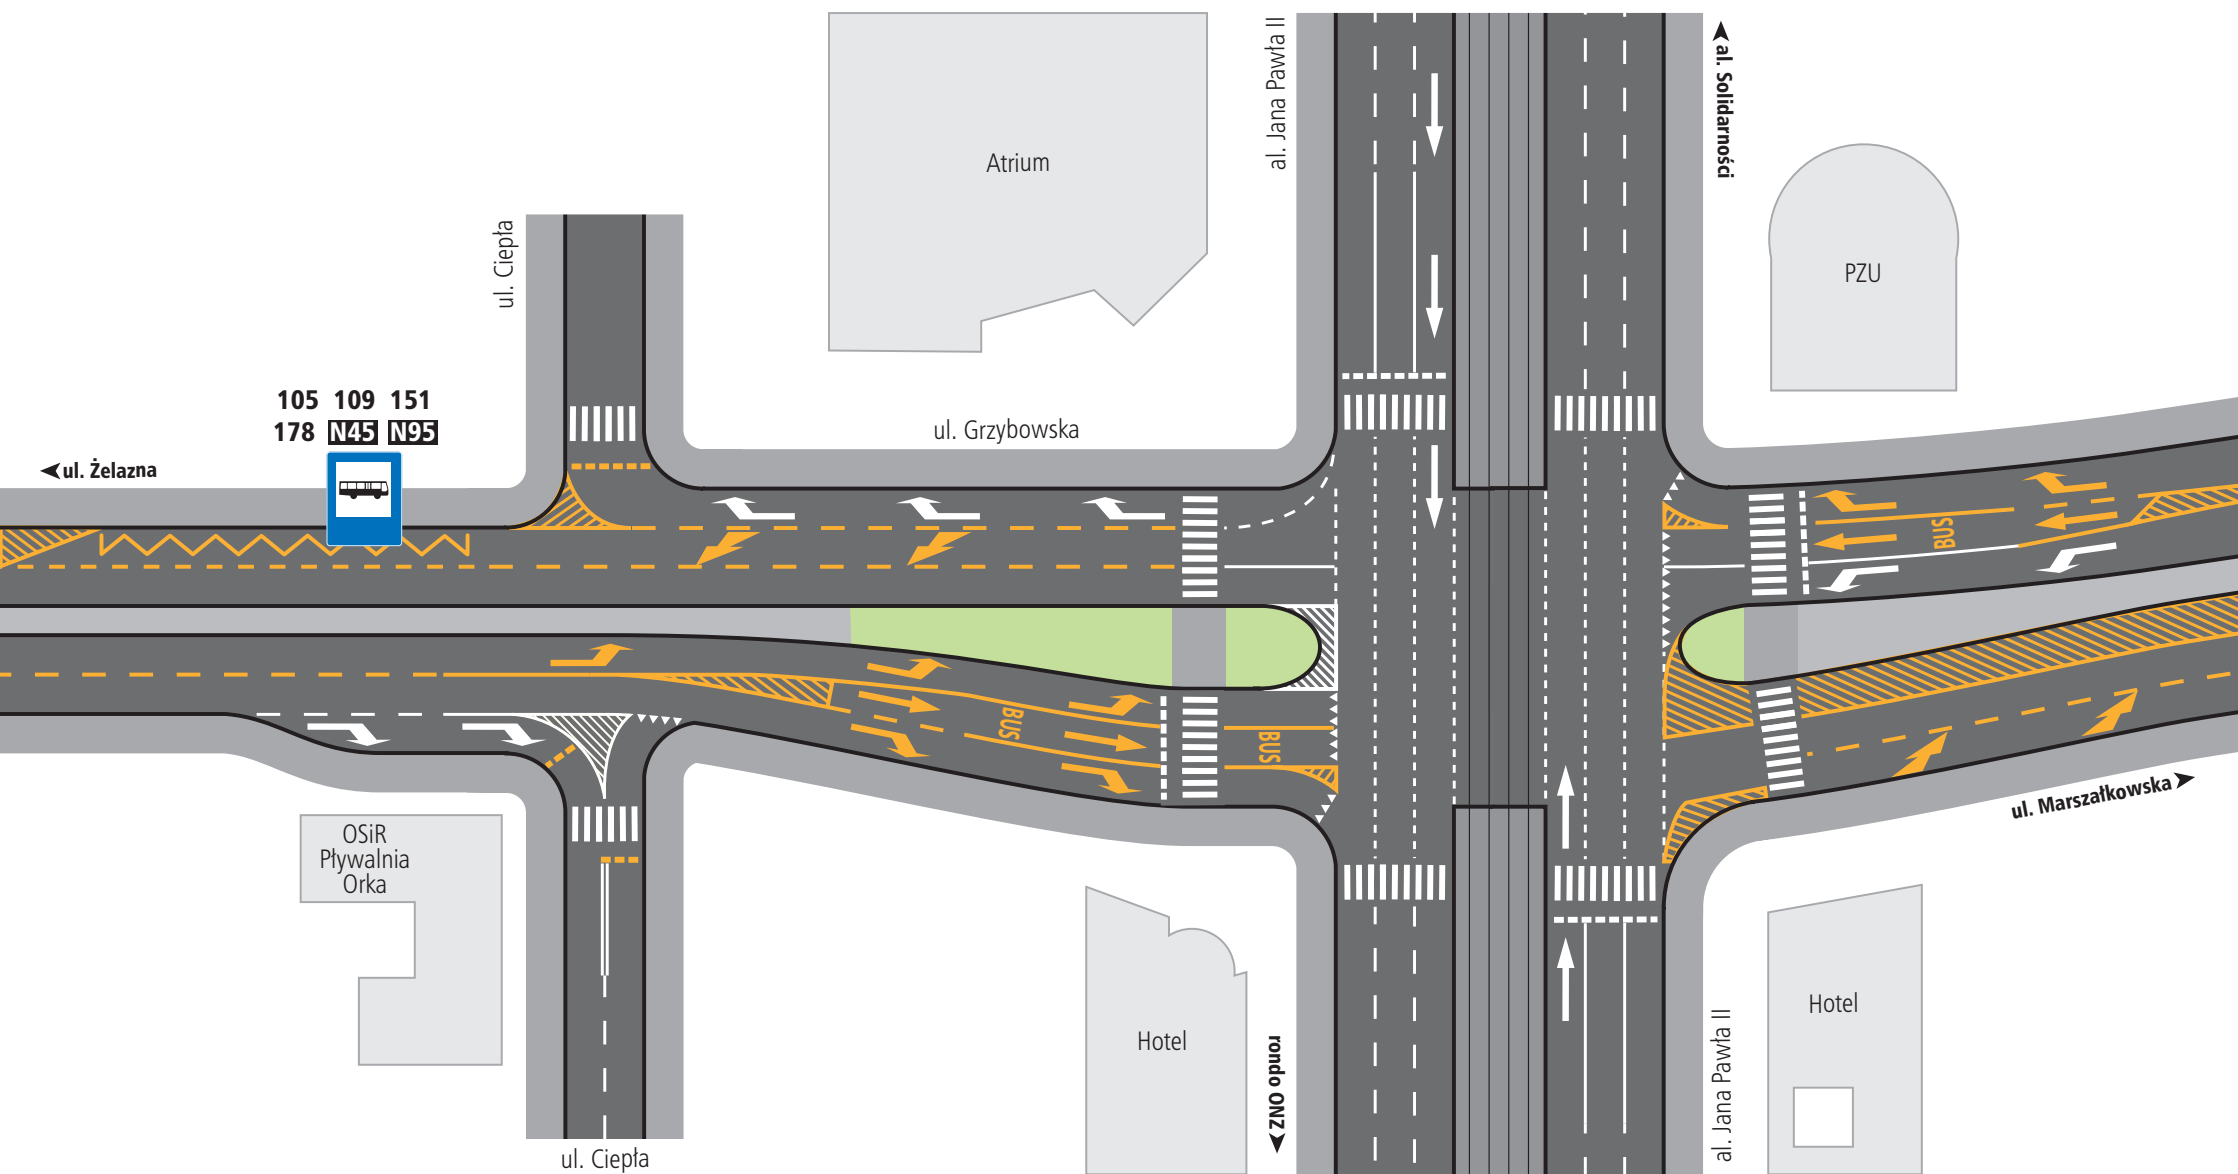 al. Jana Pawła II
al. Solidarności
Atrium
PZU
ul. Ciepła
105 109 151
178 N45 N95
ul. Grzybowska
ul. Żelazna
BUS
BUS
BUS
ul. Marszałkowska
OSiR
Pływalnia
Orka
Hotel
Hotel
rondo ONZ
al. Jana Pawła II
ul. Ciepła